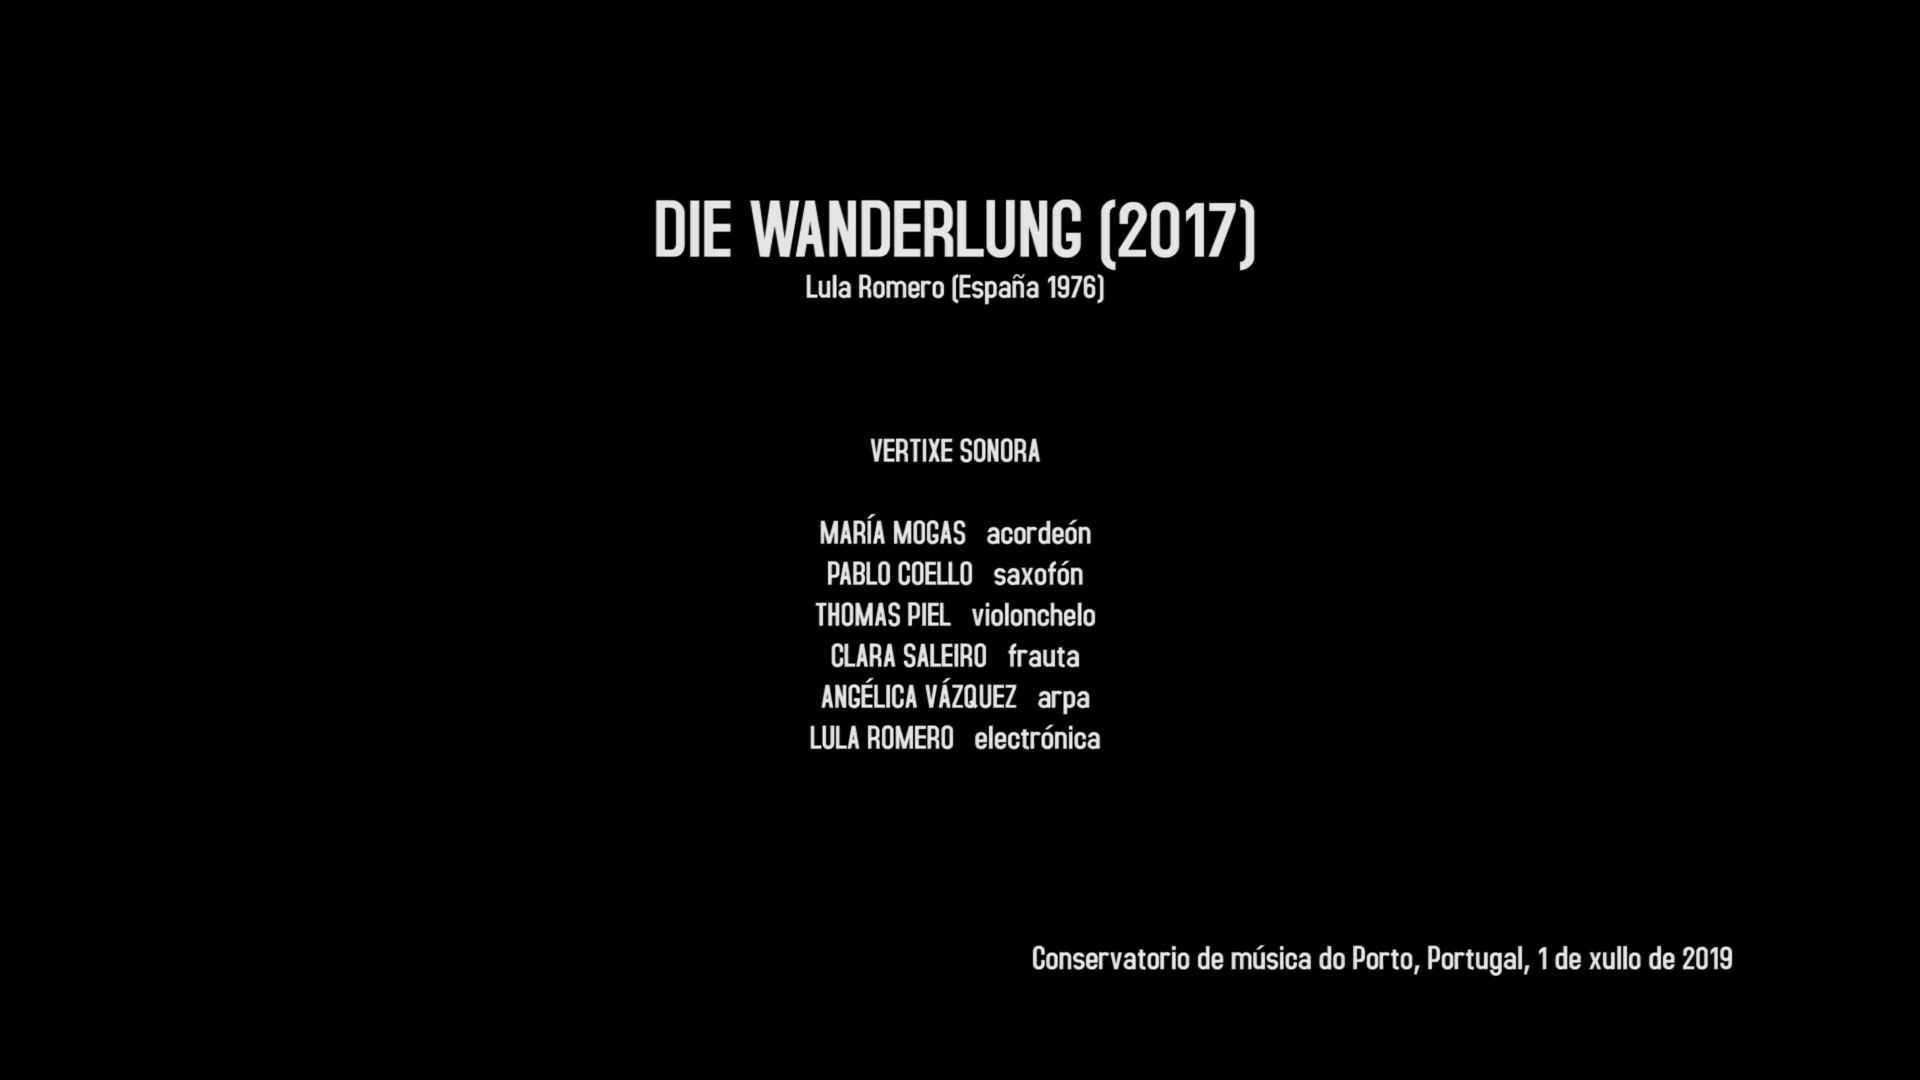 DIE WANDERLUNG (2017)
Lula Romero (España 1976)
VERTIXE SONORA
MARÍA MOGAS acordeón
PABLO COELLO saxofón
THOMAS PIEL violonchelo
CLARA SALEIRO frauta
ANGÉLICA VÁZQUEZ arpa
LULA ROMERO electrónica
Conservatorio de música do Porto, Portugal, 1 de xullo de 2019